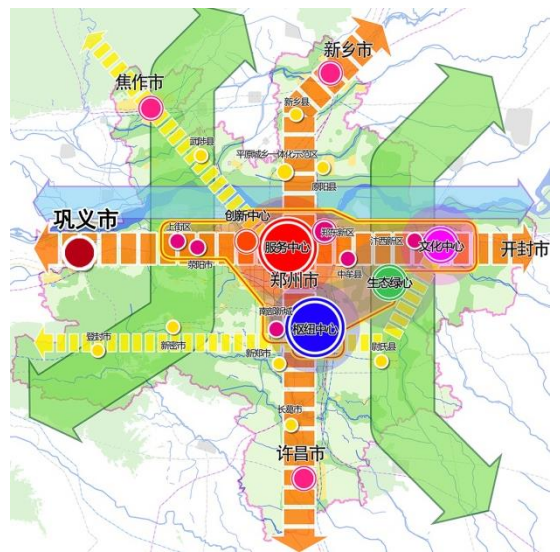 新乡市
焦作市
新乡县
武陟县
平原城乡一体化示范区
原阳县
巩义市
上街区
创新中心
郑东新区
汴西新区
文化中心
服务中心
开封市
荥阳市
郑州市
中牟县
生态绿心
南部新城
枢纽中心
登封市
新密市
新郑市
尉氏县
长葛市
许昌市